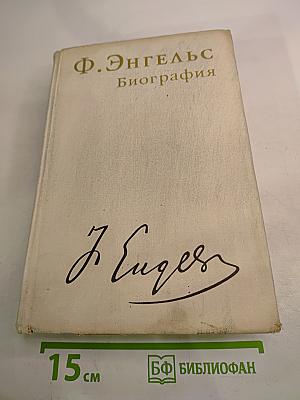 Ф. Энгельс
Биография
F Engels
15 см
БФ БИБЛИОФАН